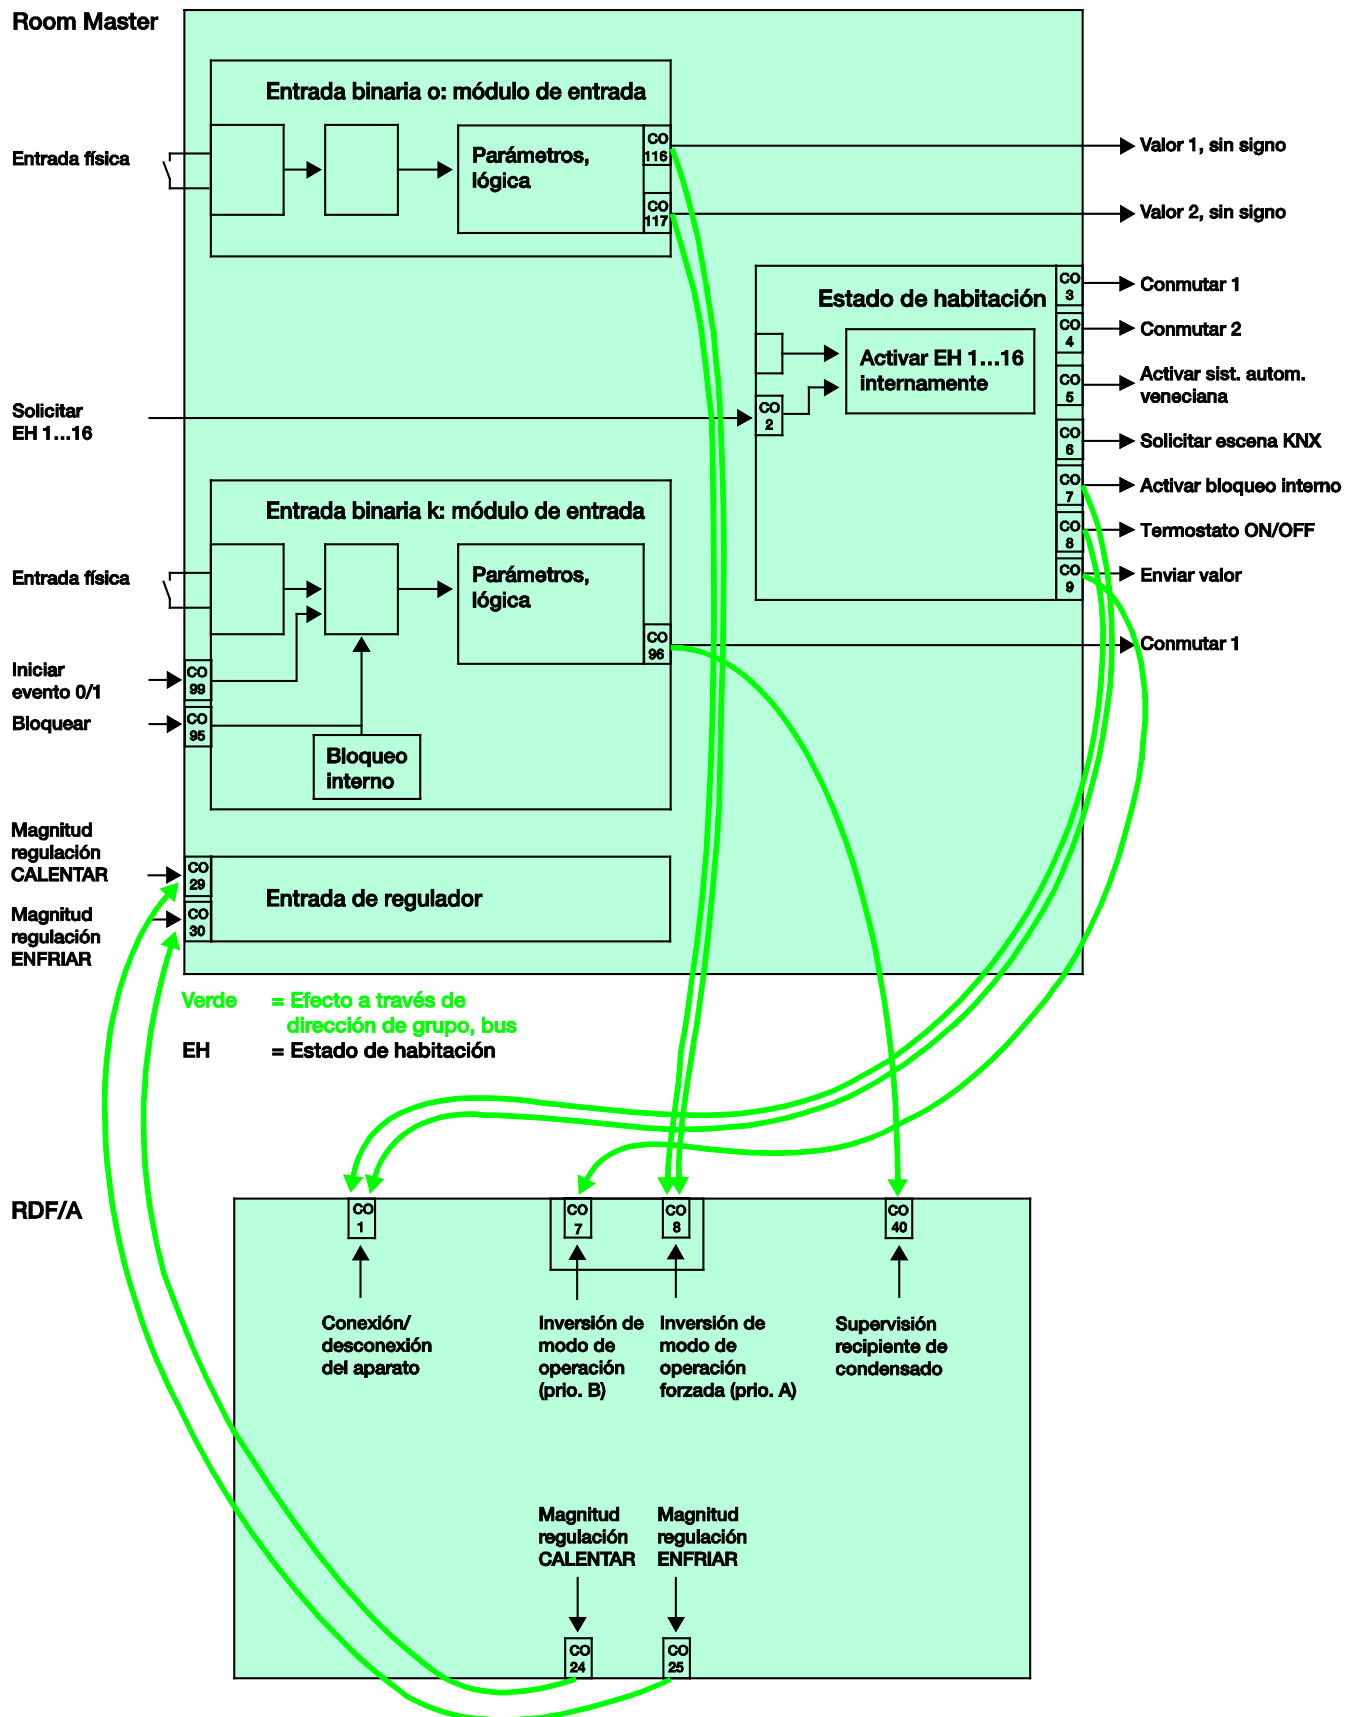 Room Master
Entrada binaria o: módulo de entrada
Entrada física
Parámetros,
lógica
CO
116
CO
117
Valor 1, sin signo
Valor 2, sin signo
Estado de habitación
Activar EH 1...16
internamente
CO
2
CO
3
CO
4
CO
5
CO
6
CO
7
CO
8
CO
9
Conmutar 1
Conmutar 2
Activar sist. autom.
veneciana
Solicitar escena KNX
Activar bloqueo interno
Termostato ON/OFF
Enviar valor
Solicitar
EH 1...16
Entrada binaria k: módulo de entrada
Entrada física
Parámetros,
lógica
CO
96
Conmutar 1
Iniciar
evento 0/1
CO
99
Bloquear
CO
95
Bloqueo
interno
Magnitud
regulación
CALENTAR
CO
29
Entrada de regulador
Magnitud
regulación
ENFRIAR
CO
30
Verde = Efecto a través de
dirección de grupo, bus
EH = Estado de habitación
RDF/A
CO
1
CO
7
CO
8
CO
40
Conexión/
desconexión
del aparato
Inversión de
modo de
operación
(prio. B)
Inversión de
modo de
operación
forzada (prio. A)
Supervisión
recipiente de
condensado
Magnitud
regulación
CALENTAR
Magnitud
regulación
ENFRIAR
CO
24
CO
25